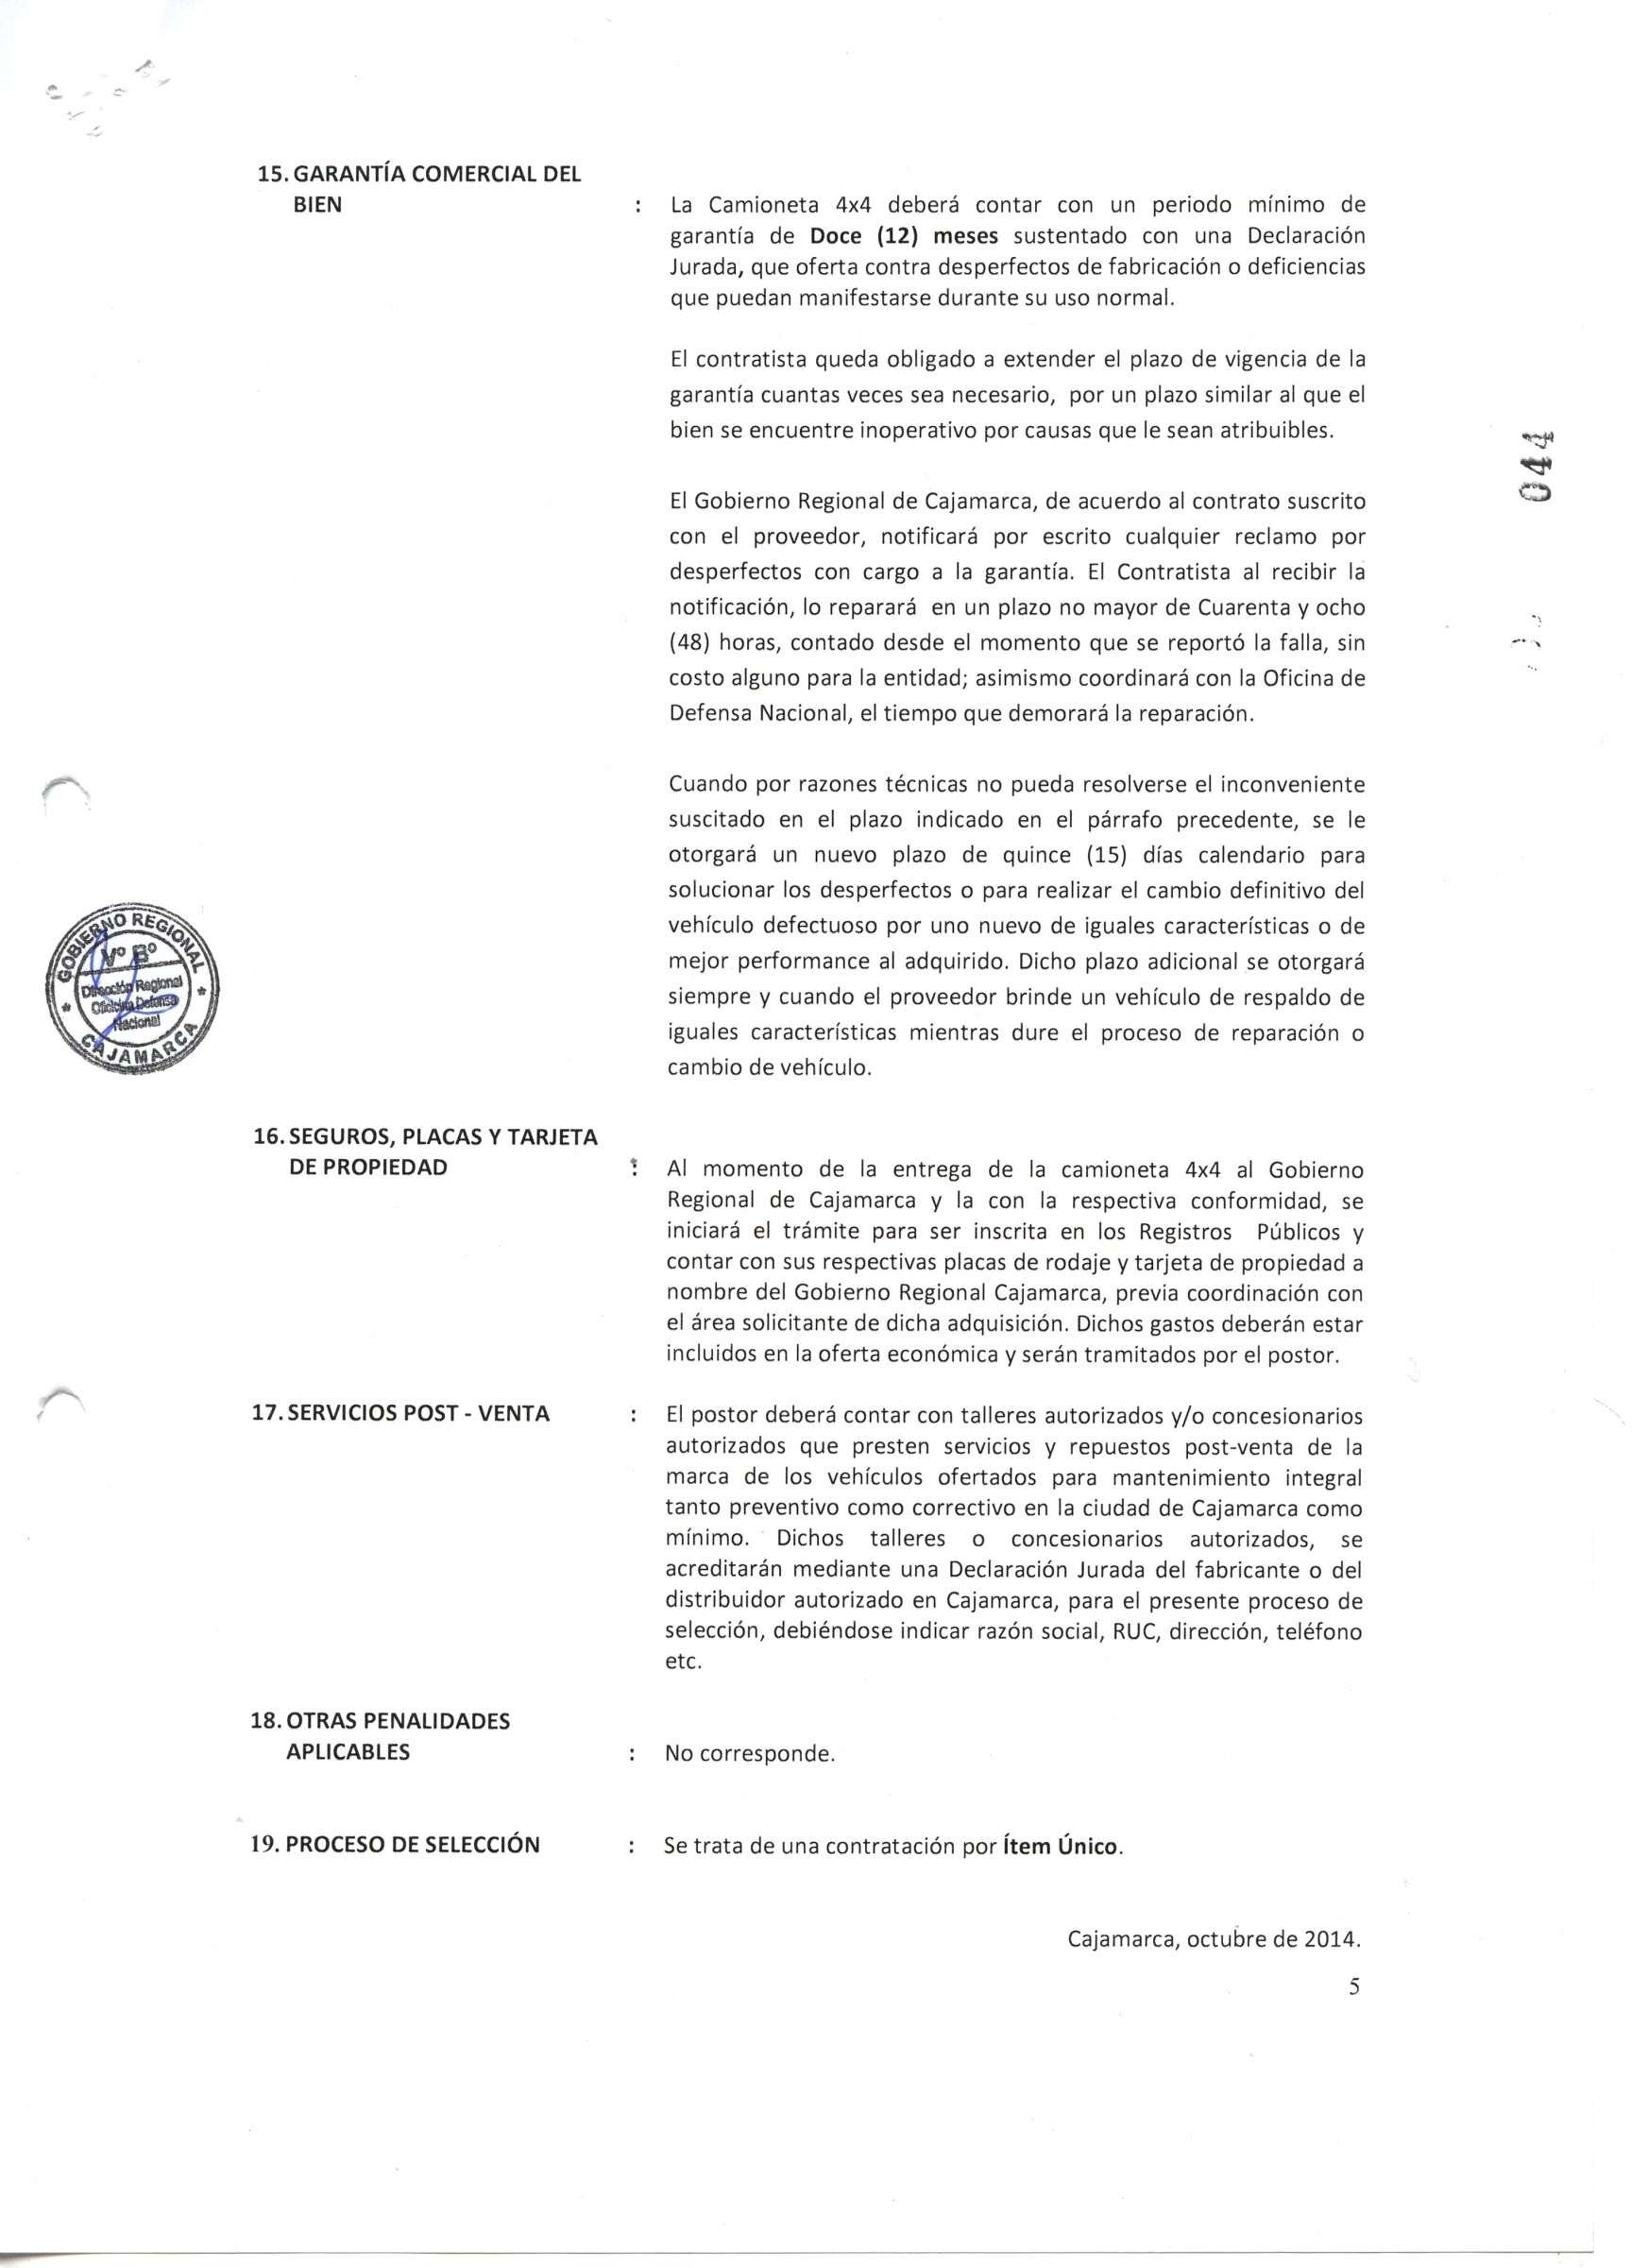 15. GARANTÍA COMERCIAL DEL
BIEN
: La Camioneta 4x4 deberá contar con un periodo mínimo de
garantía de Doce (12) meses sustentado con una Declaración
Jurada, que oferta contra desperfectos de fabricación o deficiencias
que puedan manifestarse durante su uso normal.
El contratista queda obligado a extender el plazo de vigencia de la
garantía cuantas veces sea necesario, por un plazo similar al que el
bien se encuentre inoperativo por causas que le sean atribuibles.
044
El Gobierno Regional de Cajamarca, de acuerdo al contrato suscrito
con el proveedor, notificará por escrito cualquier reclamo por
desperfectos con cargo a la garantía. El Contratista al recibir la
notificación, lo reparará en un plazo no mayor de Cuarenta y ocho
(48) horas, contado desde el momento que se reportó la falla, sin
costo alguno para la entidad; asimismo coordinará con la Oficina de
Defensa Nacional, el tiempo que demorará la reparación.
Cuando por razones técnicas no pueda resolverse el inconveniente
suscitado en el plazo indicado en el párrafo precedente, se le
otorgará un nuevo plazo de quince (15) días calendario para
solucionar los desperfectos o para realizar el cambio definitivo del
vehículo defectuoso por uno nuevo de iguales características o de
mejor performance al adquirido. Dicho plazo adicional se otorgará
siempre y cuando el proveedor brinde un vehículo de respaldo de
iguales características mientras dure el proceso de reparación o
cambio de vehículo.
GOBIERNO REGIONAL
Vº Bº
Dirección Regional
Oficina Defensa
Nacional
* CAJAMARCA *
16. SEGUROS, PLACAS Y TARJETA
DE PROPIEDAD
: Al momento de la entrega de la camioneta 4x4 al Gobierno
Regional de Cajamarca y la con la respectiva conformidad, se
iniciará el trámite para ser inscrita en los Registros Públicos y
contar con sus respectivas placas de rodaje y tarjeta de propiedad a
nombre del Gobierno Regional Cajamarca, previa coordinación con
el área solicitante de dicha adquisición. Dichos gastos deberán estar
incluidos en la oferta económica y serán tramitados por el postor.
17. SERVICIOS POST - VENTA : El postor deberá contar con talleres autorizados y/o concesionarios
autorizados que presten servicios y repuestos post-venta de la
marca de los vehículos ofertados para mantenimiento integral
tanto preventivo como correctivo en la ciudad de Cajamarca como
mínimo. Dichos talleres o concesionarios autorizados, se
acreditarán mediante una Declaración Jurada del fabricante o del
distribuidor autorizado en Cajamarca, para el presente proceso de
selección, debiéndose indicar razón social, RUC, dirección, teléfono
etc.
18. OTRAS PENALIDADES
APLICABLES : No corresponde.
19. PROCESO DE SELECCIÓN : Se trata de una contratación por Ítem Único.
Cajamarca, octubre de 2014.
5